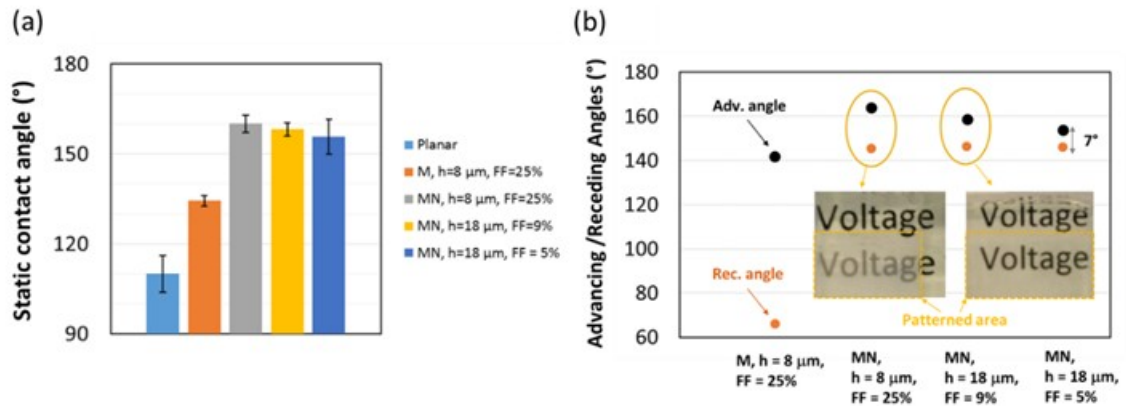 (a)
Static contact angle (°)
180
150
120
90
Planar
M, h=8 μm, FF=25%
MN, h=8 μm, FF=25%
MN, h=18 μm, FF=9%
MN, h=18 μm, FF = 5%
(b)
Advancing /Receding Angles (°)
180
160
140
120
100
80
60
Adv. angle
7°
Voltage
Voltage
Voltage
Voltage
Rec. angle
Patterned area
M, h = 8 μm,
FF = 25%
MN,
h = 8 μm,
FF = 25%
MN,
h = 18 μm,
FF = 9%
MN,
h = 18 μm,
FF = 5%